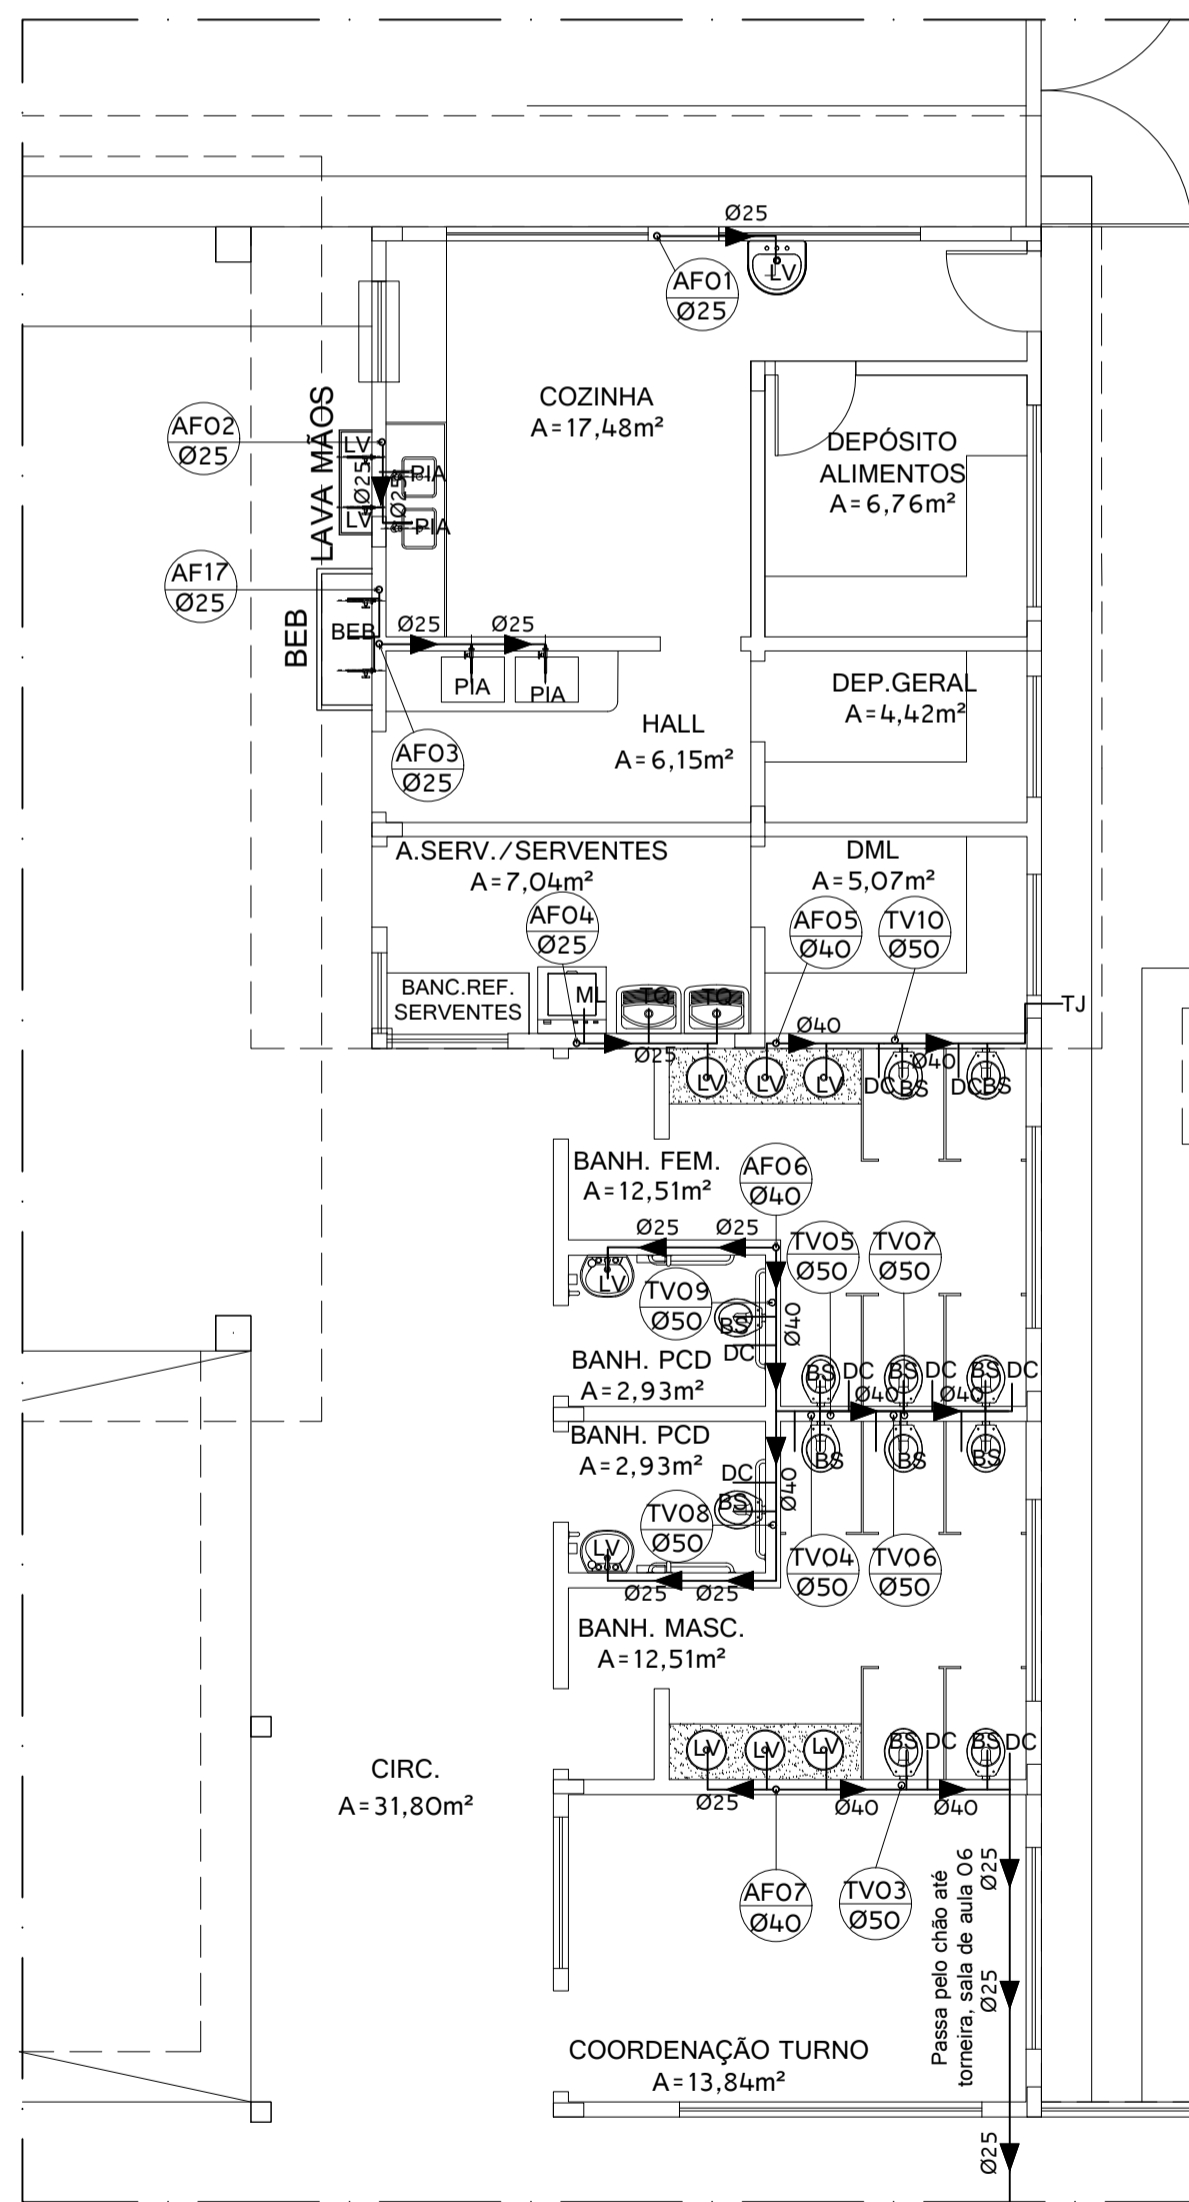 Ø25
LV
AF01
Ø25
COZINHA
A=17,48m²
DEPÓSITO
ALIMENTOS
A=6,76m²
AF02
Ø25
LAVA MÃOS
LV
LV
Ø25
Ø25
PIA
PIA
AF17
Ø25
BEB
BEB
Ø25
Ø25
PIA
PIA
DEP.GERAL
A=4,42m²
HALL
A=6,15m²
AF03
Ø25
A.SERV./SERVENTES
A=7,04m²
DML
A=5,07m²
AF04
Ø25
AF05
Ø40
TV10
Ø50
BANC.REF.
SERVENTES
ML
TQ
TQ
TJ
Ø25
Ø40
Ø40
LV
LV
LV
DC
BS
DC
BS
BANH. FEM.
A=12,51m²
AF06
Ø40
Ø25
Ø25
LV
TV05
Ø50
TV07
Ø50
TV09
Ø50
BS
DC
Ø40
BANH. PCD
A=2,93m²
BS
DC
BS
DC
BS
DC
Ø40
Ø40
BANH. PCD
A=2,93m²
BS
BS
BS
DC
BS
Ø40
TV08
Ø50
LV
TV04
Ø50
TV06
Ø50
Ø25
Ø25
BANH. MASC.
A=12,51m²
LV
LV
LV
BS
DC
BS
DC
CIRC.
A=31,80m²
Ø25
Ø40
Ø40
AF07
Ø40
TV03
Ø50
Passa pelo chão até
torneira, sala de aula 06
Ø25
Ø25
COORDENAÇÃO TURNO
A=13,84m²
Ø25